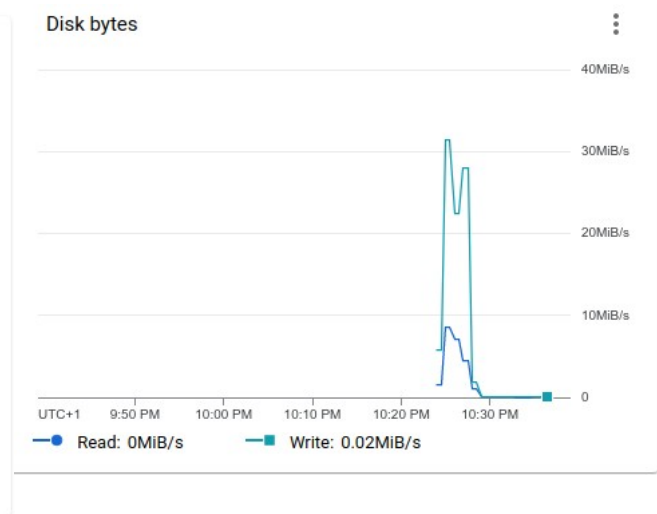 Disk bytes
40MiB/s
30MiB/s
20MiB/s
10MiB/s
0
UTC+1 9:50 PM 10:00 PM 10:10 PM 10:20 PM 10:30 PM
Read: 0MiB/s Write: 0.02MiB/s